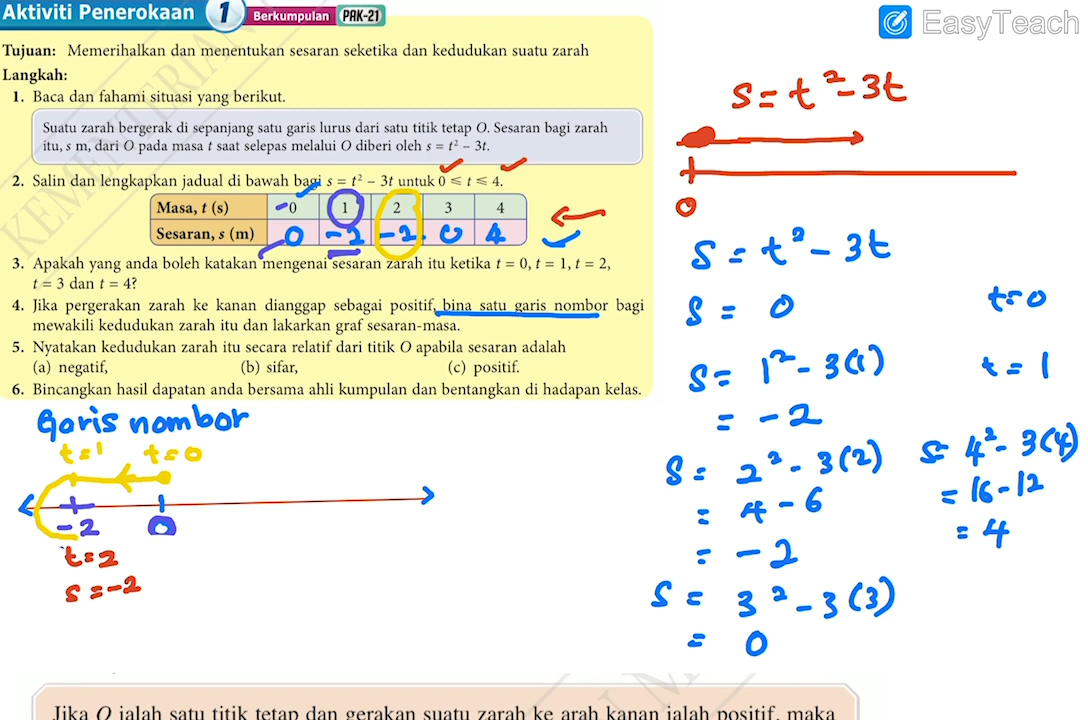 Aktiviti Penerokaan 1 Berkumpulan PAK-21
EasyTeach
Tujuan: Memerihalkan dan menentukan sesaran seketika dan kedudukan suatu zarah
Langkah:
1. Baca dan fahami situasi yang berikut.
Suatu zarah bergerak di sepanjang satu garis lurus dari satu titik tetap O. Sesaran bagi zarah
itu, s m, dari O pada masa t saat selepas melalui O diberi oleh s = t² – 3t.
2. Salin dan lengkapkan jadual di bawah bagi s = t² – 3t untuk 0 ⩽ t ⩽ 4.
Masa, t (s) 0 1 2 3 4
Sesaran, s (m) 0 -2 -2 0 4
3. Apakah yang anda boleh katakan mengenai sesaran zarah itu ketika t = 0, t = 1, t = 2,
t = 3 dan t = 4?
4. Jika pergerakan zarah ke kanan dianggap sebagai positif, bina satu garis nombor bagi
mewakili kedudukan zarah itu dan lakarkan graf sesaran-masa.
5. Nyatakan kedudukan zarah itu secara relatif dari titik O apabila sesaran adalah
(a) negatif, (b) sifar, (c) positif.
6. Bincangkan hasil dapatan anda bersama ahli kumpulan dan bentangkan di hadapan kelas.
Garis nombor
t=1 t=0
-2 0
t=2
s=-2
s=t²-3t
0
s=t²-3t
s= 0 t=0
s= 1²-3(1) t=1
= -2
s= 2²-3(2)
= 4-6
= -2
s= 3²-3(3)
= 0
s= 4²-3(4)
= 16-12
= 4
KEMENTERIAN
Jika O ialah satu titik tetap dan gerakan suatu zarah ke arah kanan ialah positif, maka